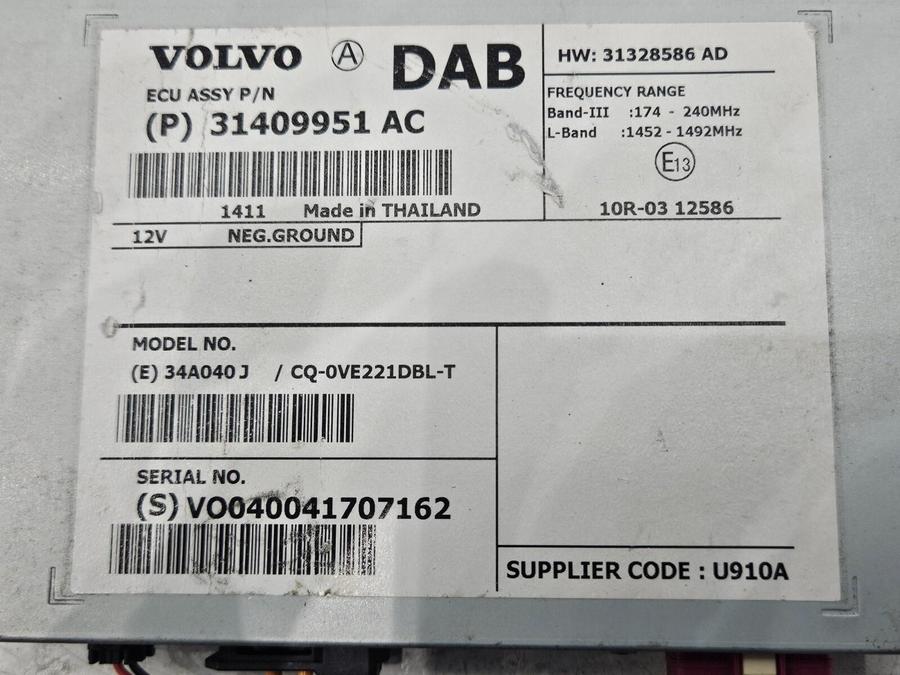 VOLVO A DAB
ECU ASSY P/N
(P) 31409951 AC
1411 Made in THAILAND
12V NEG.GROUND
HW: 31328586 AD
FREQUENCY RANGE
Band-III :174 - 240MHz
L-Band :1452 - 1492MHz
E13
10R-03 12586
MODEL NO.
(E) 34A040 J / CQ-0VE221DBL-T
SERIAL NO.
(S) VO040041707162
A
SUPPLIER CODE : U910A